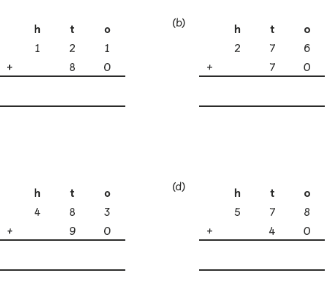 h t o
1 2 1
+ 8 0
(b)
h t o
2 7 6
+ 7 0
h t o
4 8 3
+ 9 0
(d)
h t o
5 7 8
+ 4 0